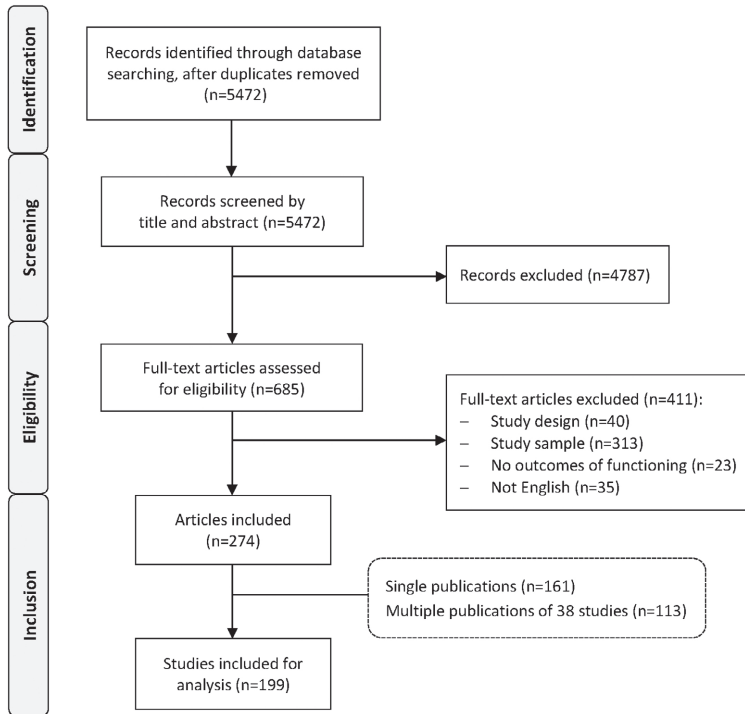 Identification
Records identified through database
searching, after duplicates removed
(n=5472)
Screening
Records screened by
title and abstract (n=5472)
Records excluded (n=4787)
Eligibility
Full-text articles assessed
for eligibility (n=685)
Full-text articles excluded (n=411):
– Study design (n=40)
– Study sample (n=313)
– No outcomes of functioning (n=23)
– Not English (n=35)
Inclusion
Articles included
(n=274)
Single publications (n=161)
Multiple publications of 38 studies (n=113)
Studies included for
analysis (n=199)